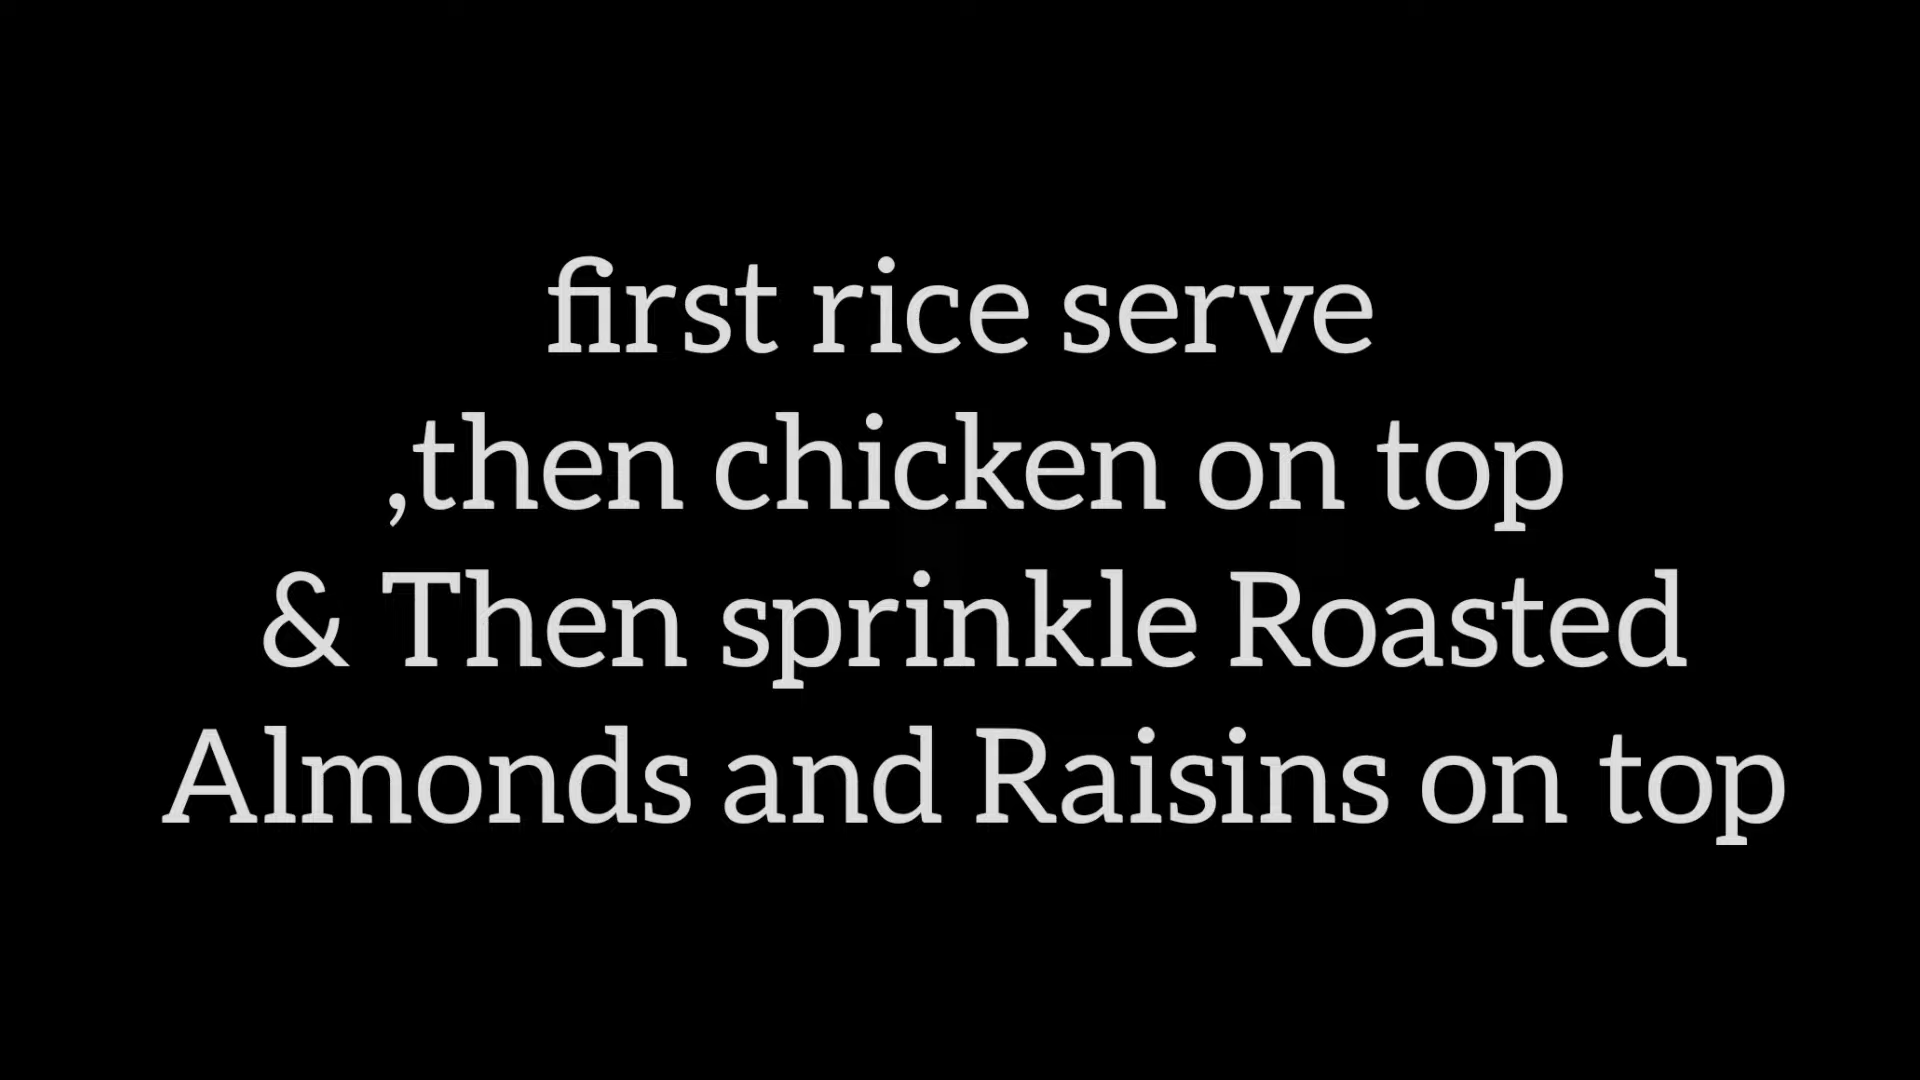 first rice serve
,then chicken on top
& Then sprinkle Roasted
Almonds and Raisins on top